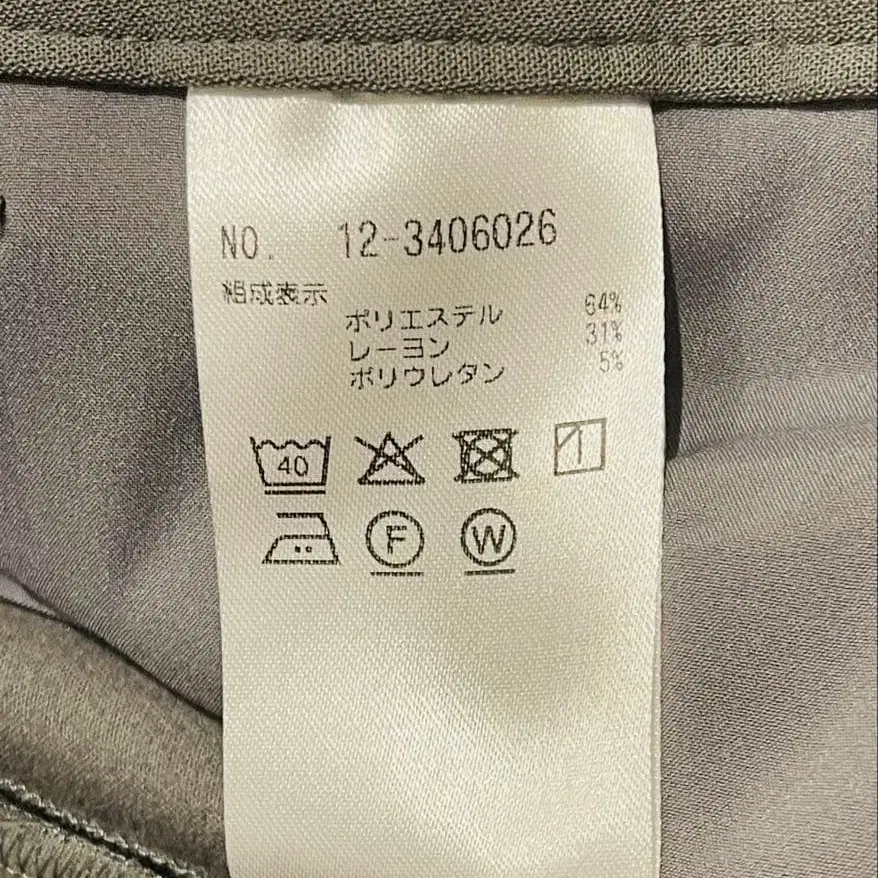 NO. 12-3406026
組成表示
ポリエステル 64%
レーヨン 31%
ポリウレタン 5%
40
F W